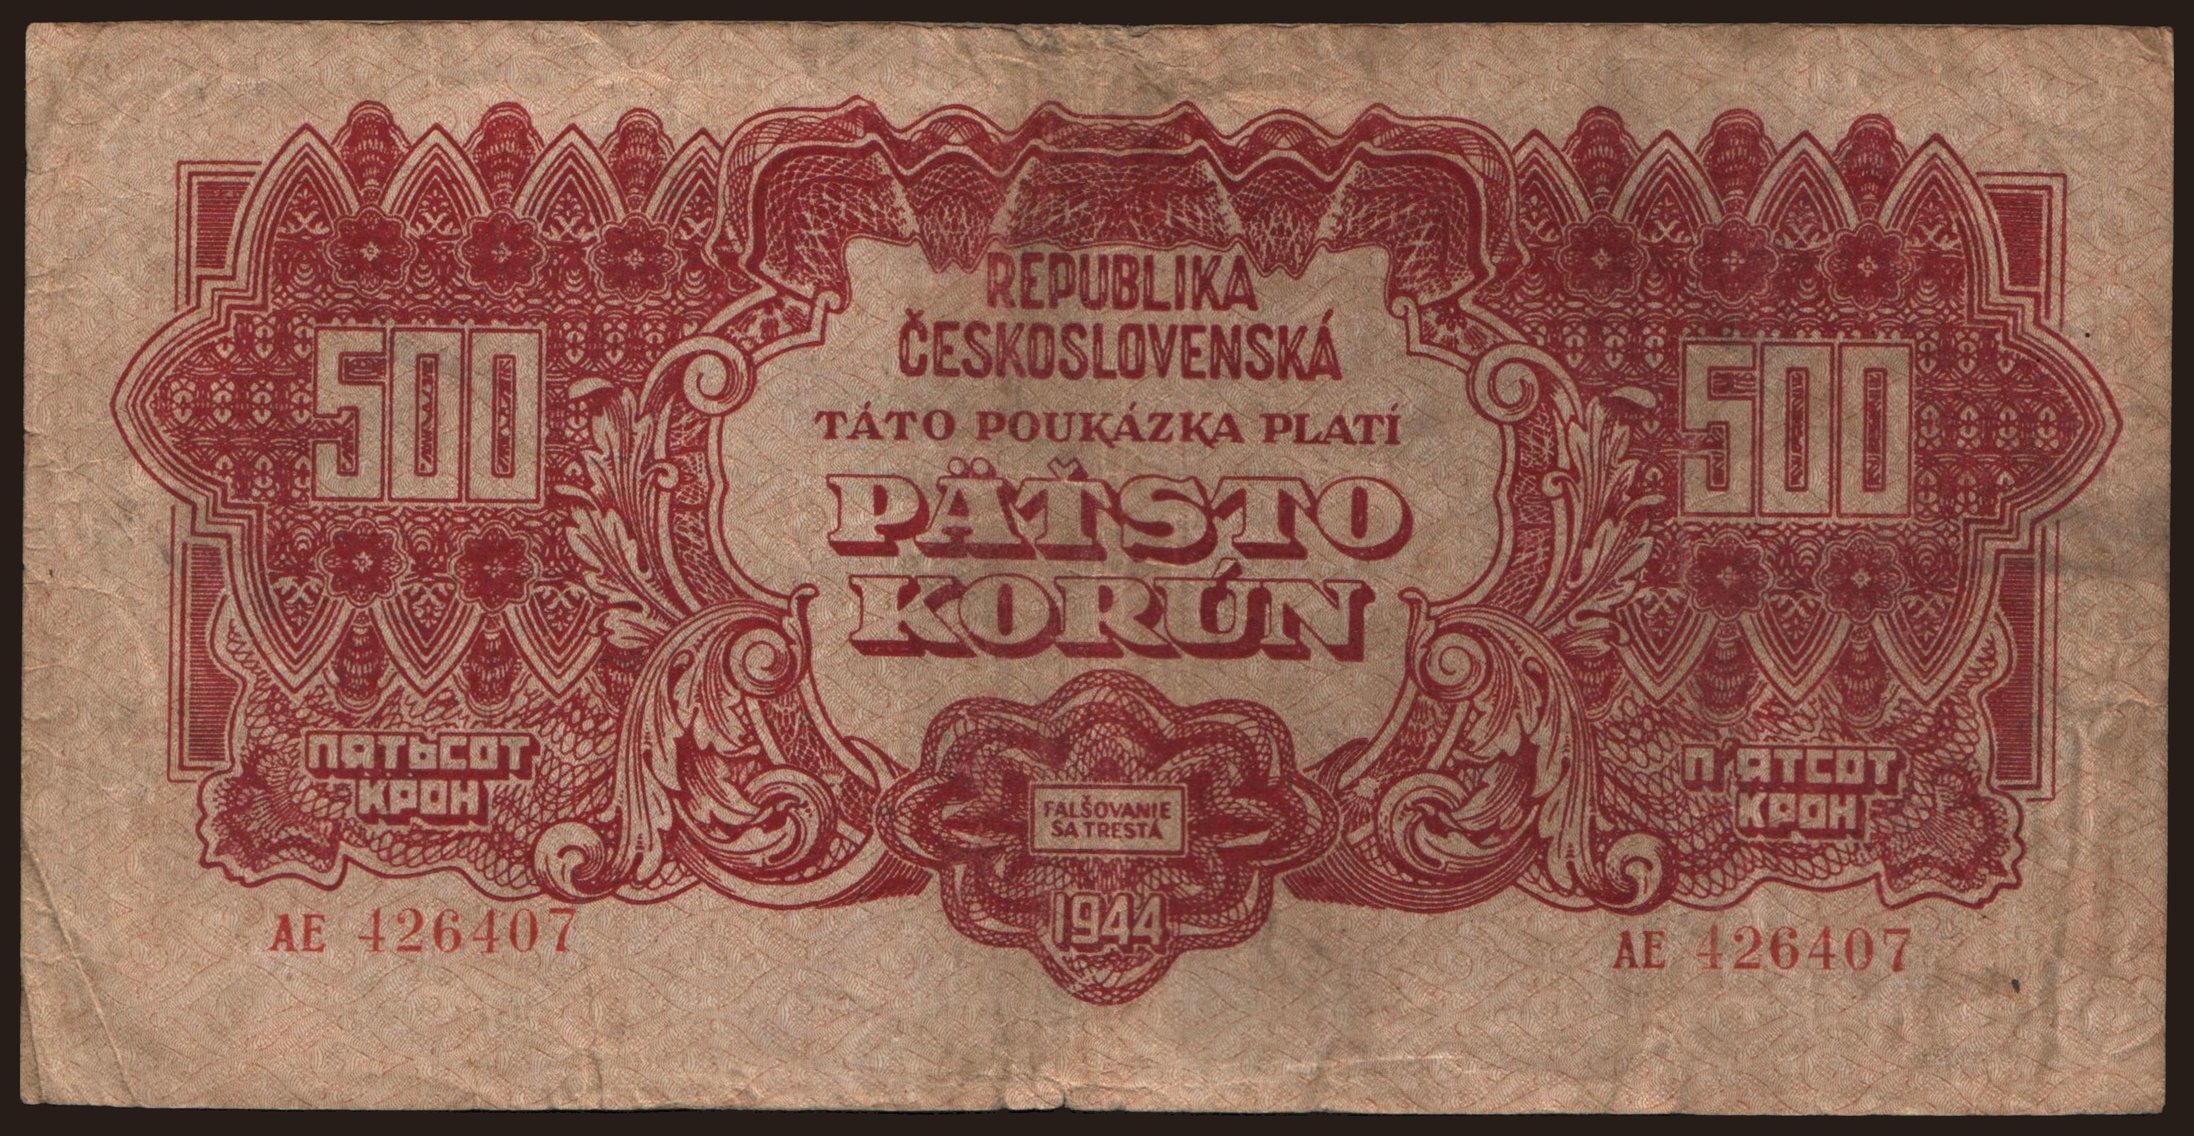 REPUBLIKA
ČESKOSLOVENSKÁ
TÁTO POUKÁZKA PLATÍ
PÄŤSTO
KORÚN
500
500
ПЯТЬСОТ
КРОН
П'ЯТСОТ
КРОН
FALŠOVANIE
SA TRESTÁ
1944
AE 426407
AE 426407